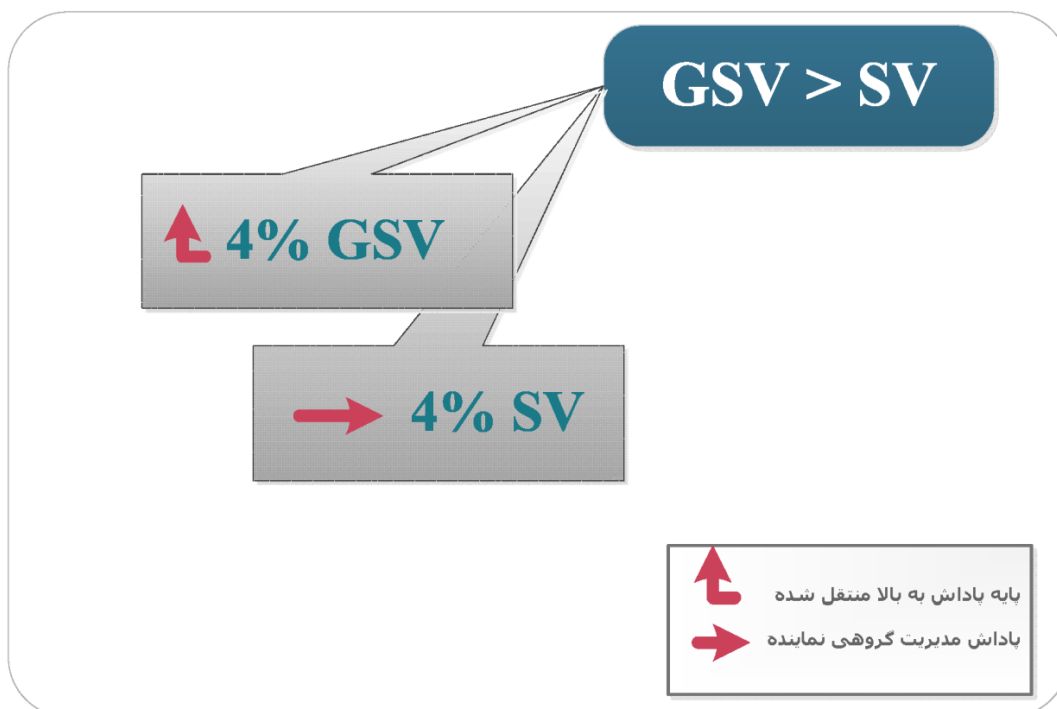 GSV > SV
4% GSV
4% SV
پایه پاداش به بالا منتقل شده
پاداش مدیریت گروهی نماینده